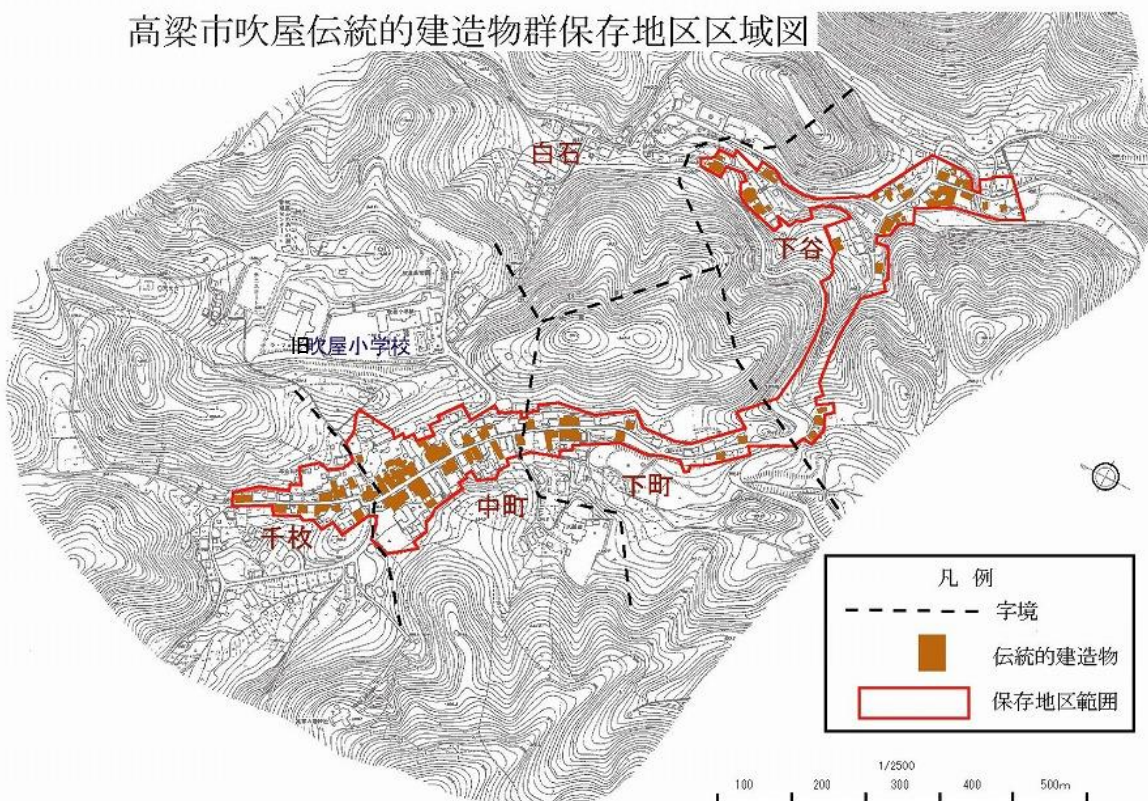 高梁市吹屋伝統的建造物群保存地区区域図
白石
下谷
旧吹屋小学校
下町
中町
千枚
凡 例
字境
伝統的建造物
保存地区範囲
1/2500
100 200 300 400 500m